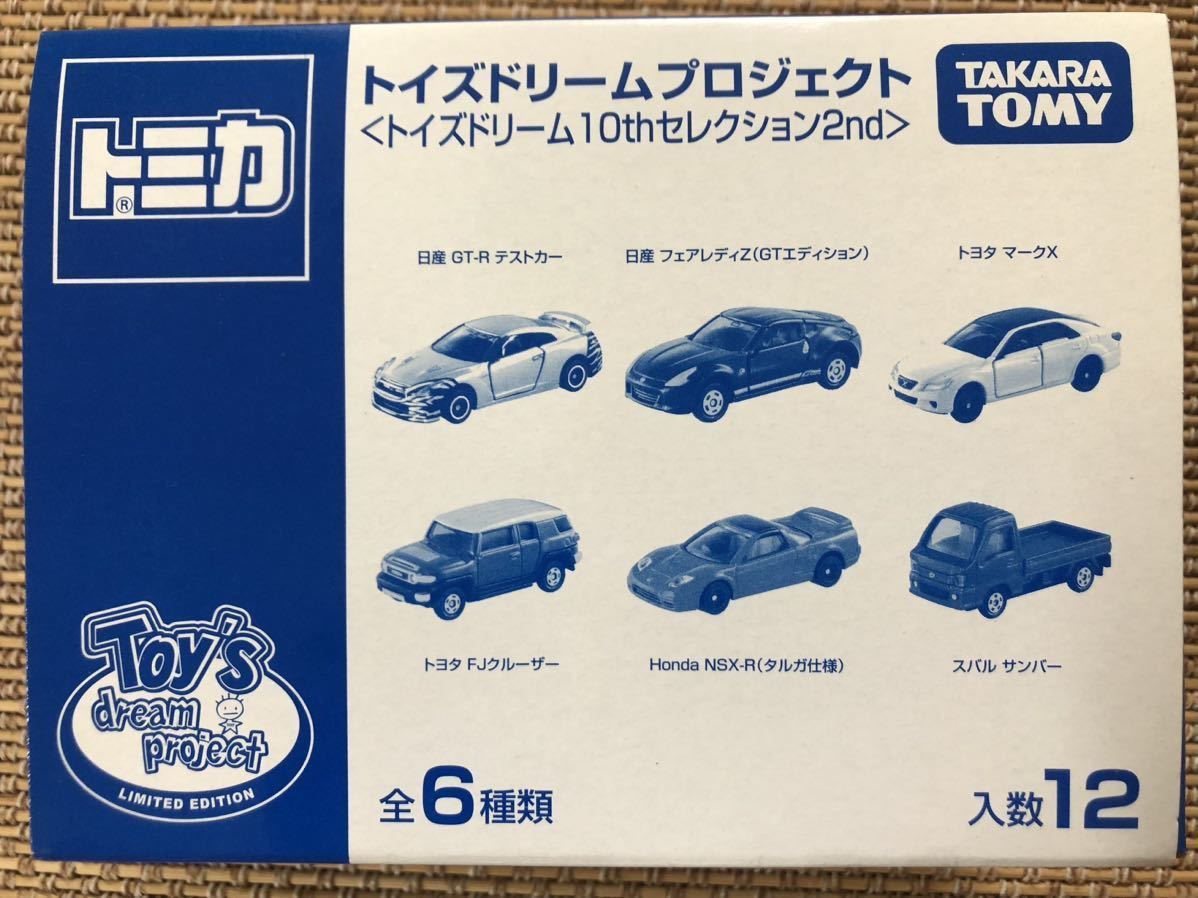 トミカ®
トイズドリームプロジェクト
<トイズドリーム10thセレクション2nd>
TAKARA
TOMY
日産 GT-R テストカー
日産 フェアレディZ(GTエディション)
トヨタ マークX
トヨタ FJクルーザー
Honda NSX-R(タルガ仕様)
スバル サンバー
Toy's
dream
project
LIMITED EDITION
全6種類
入数12